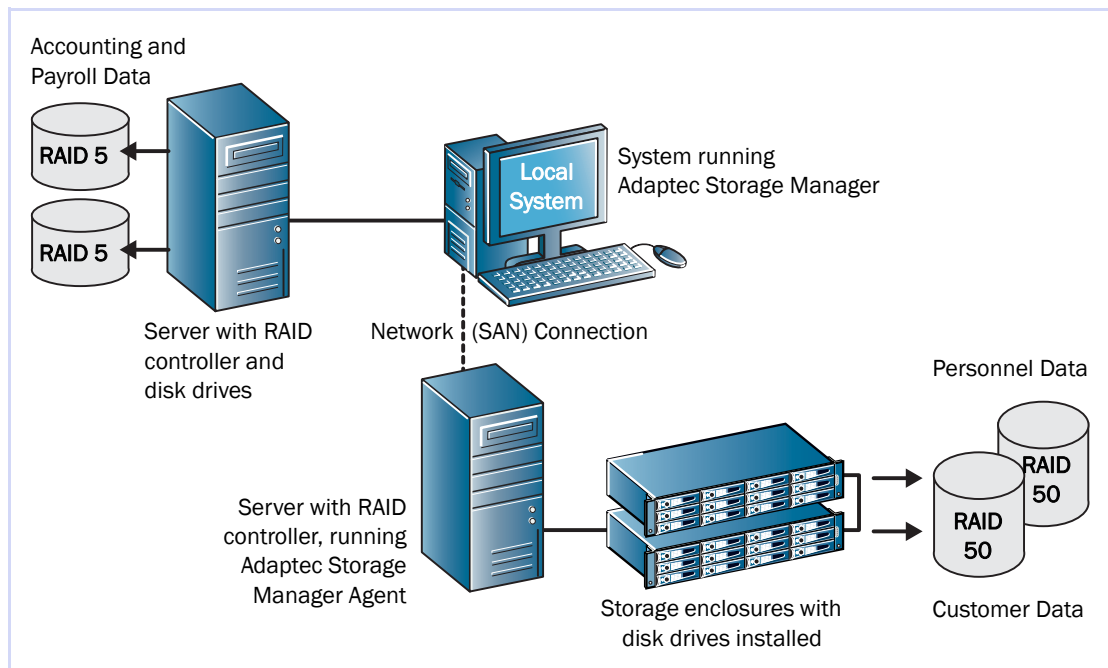 Accounting and
Payroll Data
RAID 5
RAID 5
Server with RAID
controller and
disk drives
Local
System
System running
Adaptec Storage Manager
Network (SAN) Connection
Server with RAID
controller, running
Adaptec Storage
Manager Agent
Storage enclosures with
disk drives installed
Personnel Data
RAID
50
RAID
50
Customer Data